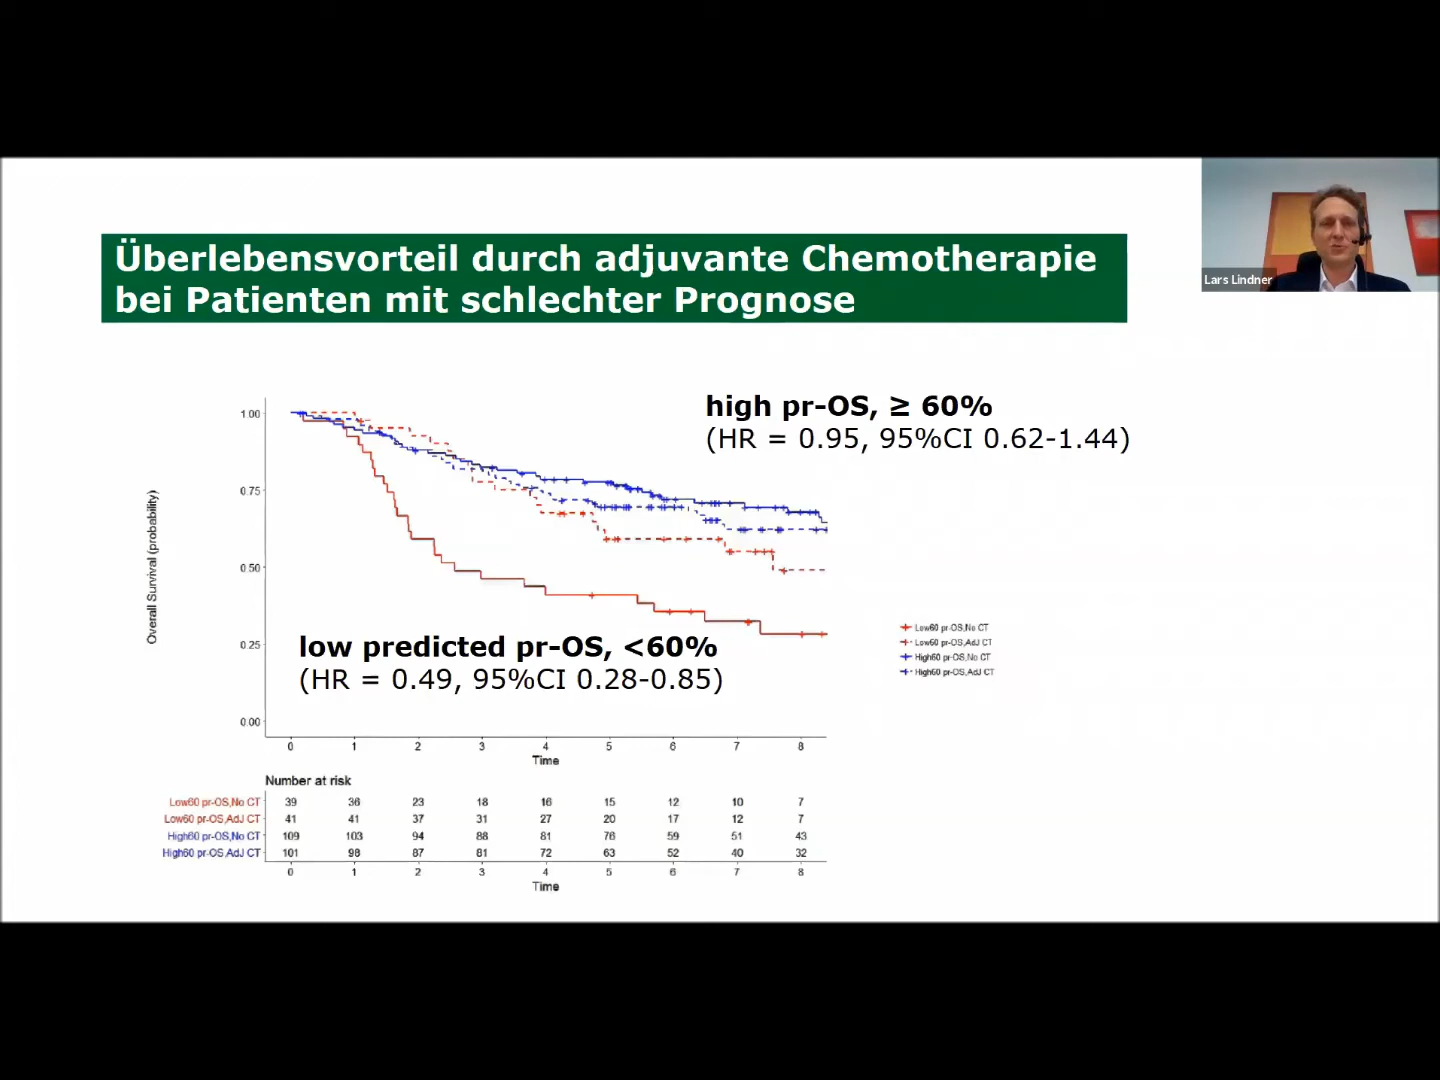 Überlebensvorteil durch adjuvante Chemotherapie
bei Patienten mit schlechter Prognose
Lars Lindner
high pr-OS, ≥ 60%
(HR = 0.95, 95%CI 0.62-1.44)
Overall Survival (probability)
1.00
0.75
0.50
0.25
0.00
low predicted pr-OS, <60%
(HR = 0.49, 95%CI 0.28-0.85)
Low60 pr-OS,No CT
Low60 pr-OS,AdJ CT
High60 pr-OS,No CT
High60 pr-OS,AdJ CT
0 1 2 3 4 5 6 7 8
Time
Number at risk
Low60 pr-OS,No CT 39 36 23 18 16 15 12 10 7
Low60 pr-OS,AdJ CT 41 41 37 31 27 20 17 12 7
High60 pr-OS,No CT 109 103 94 88 81 76 59 51 43
High60 pr-OS,AdJ CT 101 98 87 81 72 63 52 40 32
0 1 2 3 4 5 6 7 8
Time